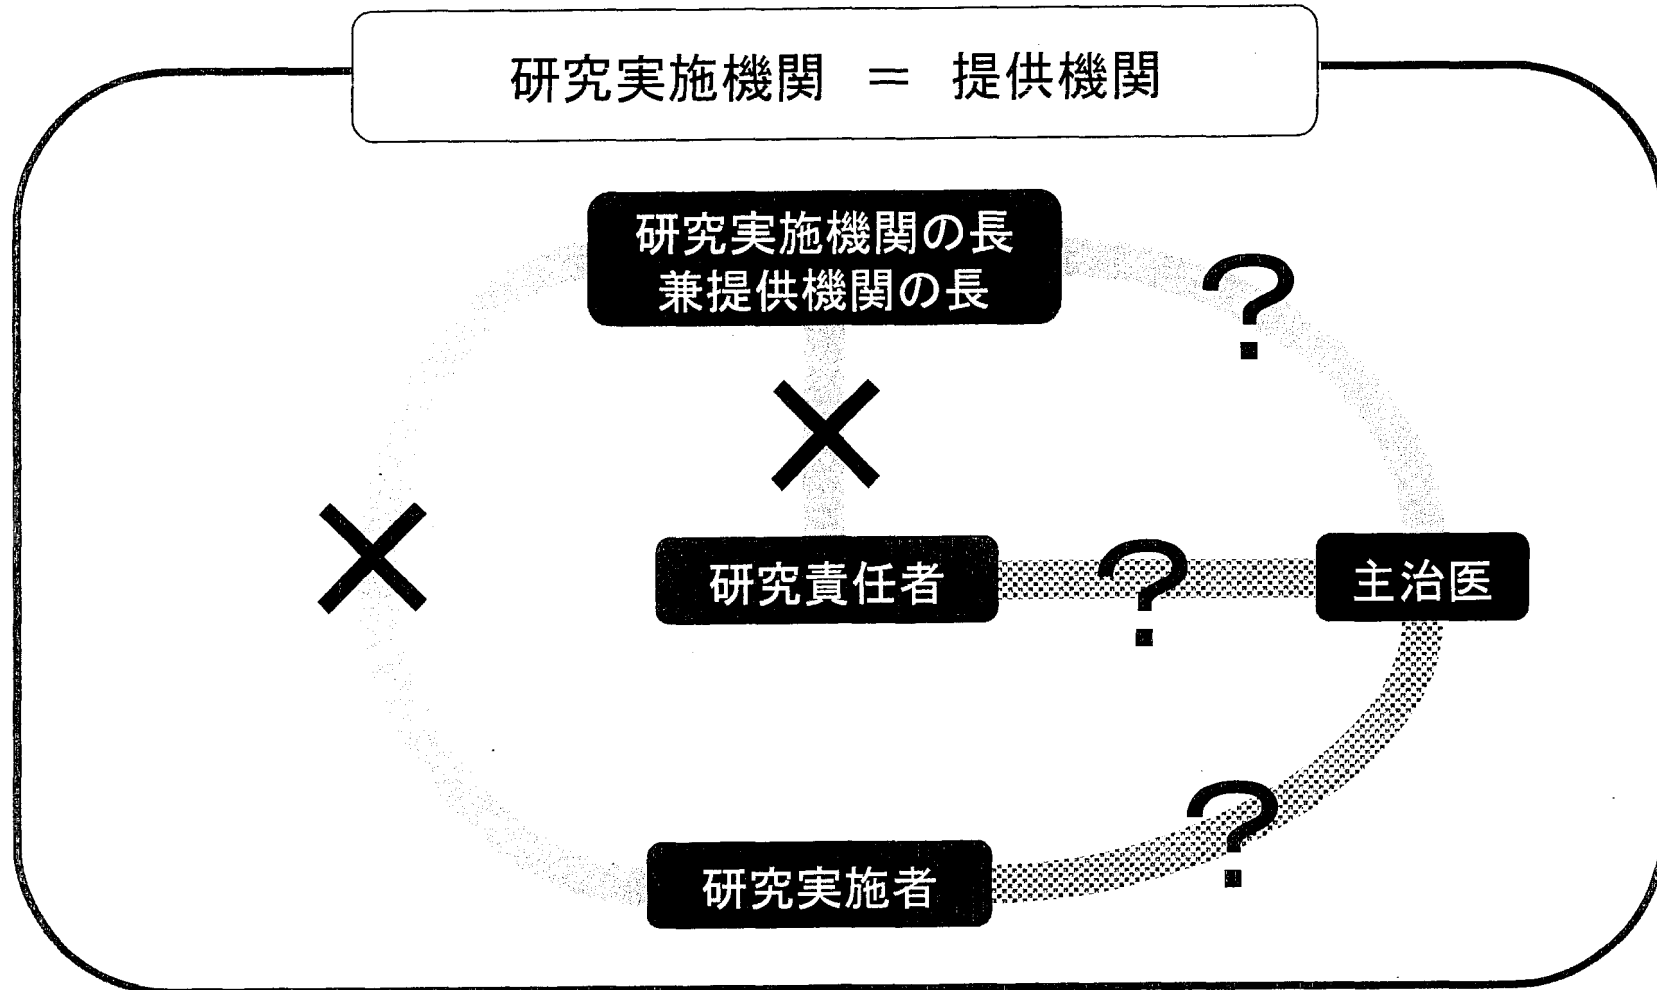 研究実施機関 = 提供機関
研究実施機関の長
兼提供機関の長
?
×
×
研究責任者
?
主治医
?
研究実施者